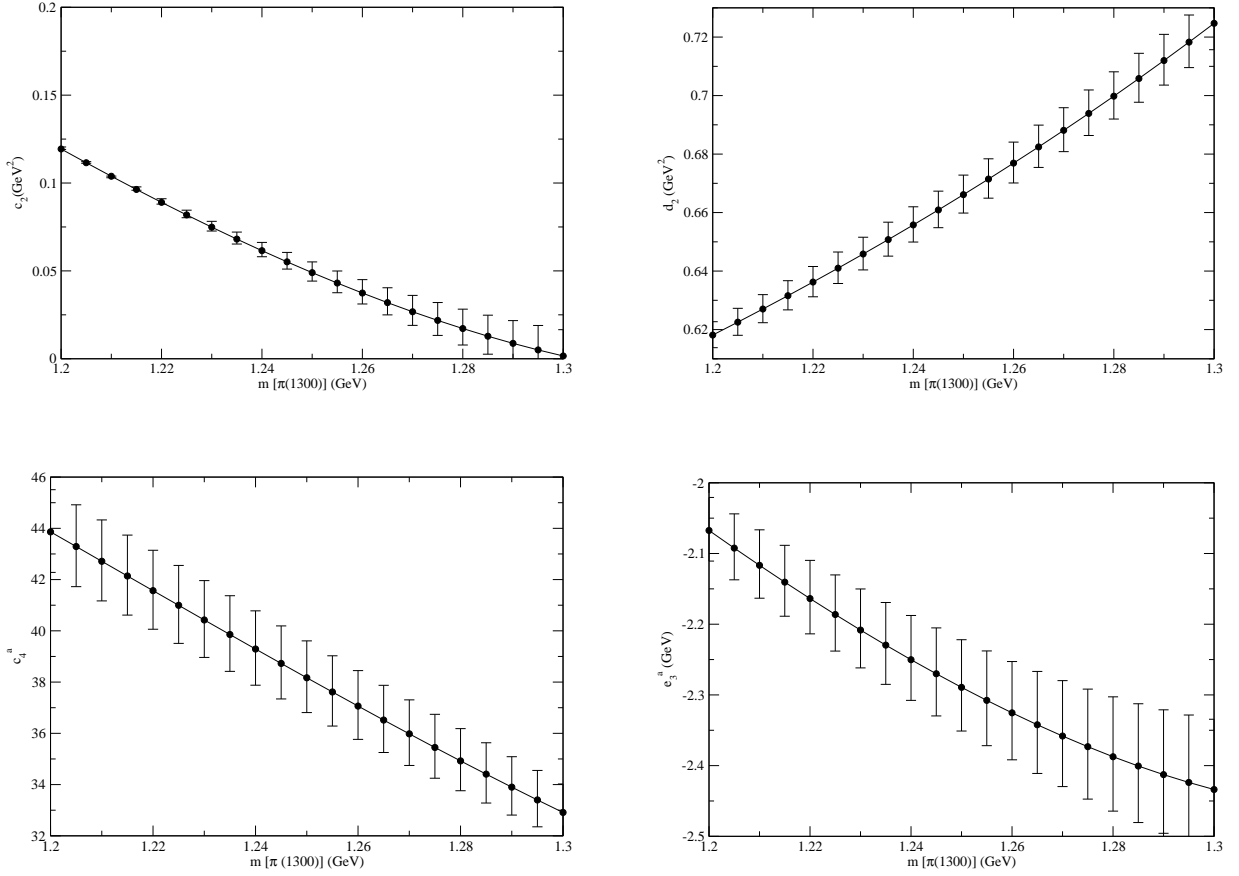 0.2
0.15
0.1
0.05
0
c₂(GeV²)
1.2 1.22 1.24 1.26 1.28 1.3
m [π(1300)] (GeV)
0.72
0.7
0.68
0.66
0.64
0.62
d₂ (GeV²)
1.2 1.22 1.24 1.26 1.28 1.3
m [π(1300)] (GeV)
46
44
42
40
38
36
34
32
c₄ᵃ
1.2 1.22 1.24 1.26 1.28 1.3
m [π (1300)] (GeV)
-2
-2.1
-2.2
-2.3
-2.4
-2.5
e₃ᵃ (GeV)
1.2 1.22 1.24 1.26 1.28 1.3
m [π(1300)] (GeV)